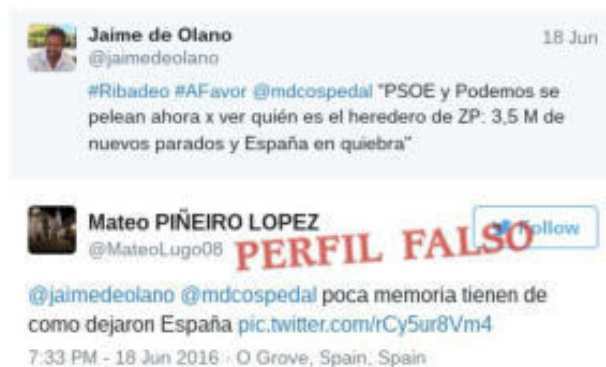 Jaime de Olano 18 Jun
@jaimedeolano
#Ribadeo #AFavor @mdcospedal "PSOE y Podemos se
pelean ahora x ver quién es el heredero de ZP: 3,5 M de
nuevos parados y España en quiebra"
Mateo PIÑEIRO LOPEZ Follow
@MateoLugo08 PERFIL FALSO
@jaimedeolano @mdcospedal poca memoria tienen de
como dejaron España pic.twitter.com/rCy5ur8Vm4
7:33 PM - 18 Jun 2016 · O Grove, Spain, Spain